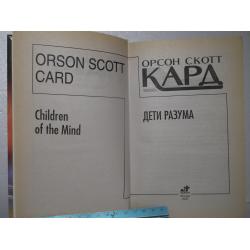 ORSON SCOTT
CARD
Children
of the Mind
ОРСОН СКОТТ
КАРД
ДЕТИ РАЗУМА